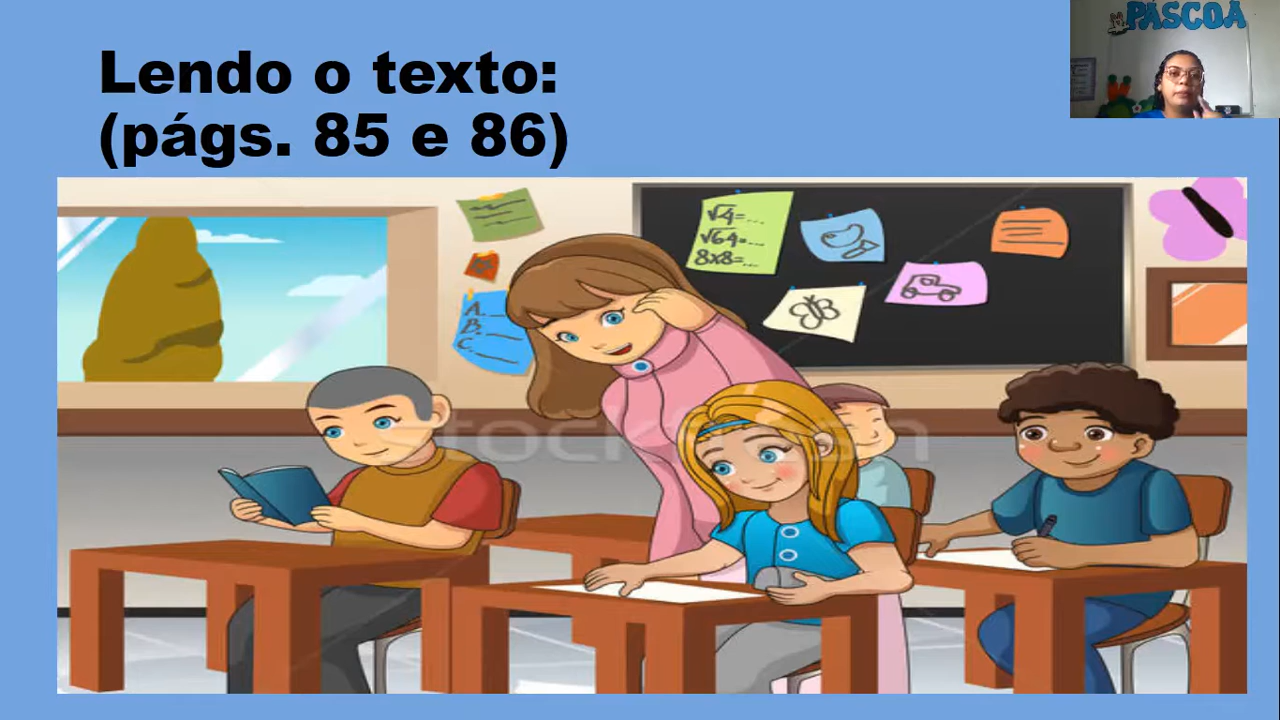 Lendo o texto:
(págs. 85 e 86)
PÁSCOA
√4=...
√64=...
8x8=...
A.
B.
C.